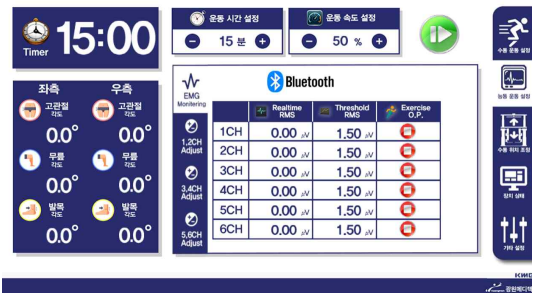 Timer 15:00
운동 시간 설정
15 분
운동 속도 설정
50 %
좌측 우측
고관절 각도 고관절 각도
0.0° 0.0°
무릎 각도 무릎 각도
0.0° 0.0°
발목 각도 발목 각도
0.0° 0.0°
EMG
Monitering
1,2CH
Adjust
3,4CH
Adjust
5,6CH
Adjust
Bluetooth
Realtime RMS Threshold RMS Exercise O.P.
1CH 0.00 μV 1.50 μV
2CH 0.00 μV 1.50 μV
3CH 0.00 μV 1.50 μV
4CH 0.00 μV 1.50 μV
5CH 0.00 μV 1.50 μV
6CH 0.00 μV 1.50 μV
수동 운동 설정
능동 운동 설정
수동 위치 조정
장치 상태
기타 설정